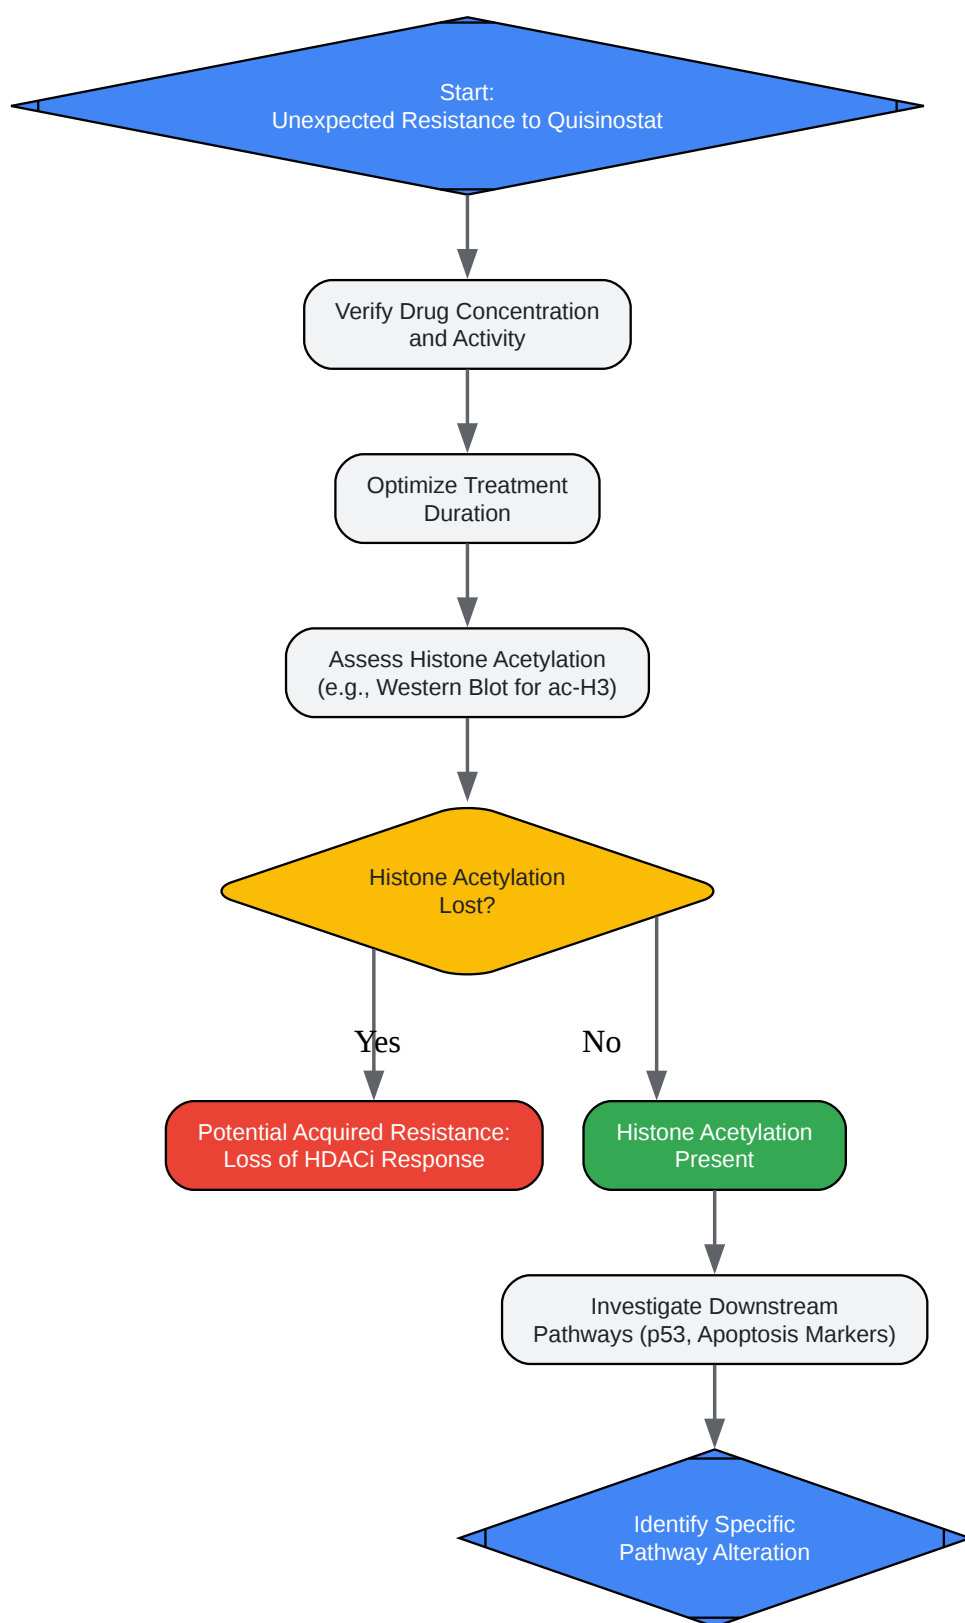 Start:
Unexpected Resistance to Quisinostat
Verify Drug Concentration
and Activity
Optimize Treatment
Duration
Assess Histone Acetylation
(e.g., Western Blot for ac-H3)
Histone Acetylation
Lost?
Yes
No
Potential Acquired Resistance:
Loss of HDACi Response
Histone Acetylation
Present
Investigate Downstream
Pathways (p53, Apoptosis Markers)
Identify Specific
Pathway Alteration